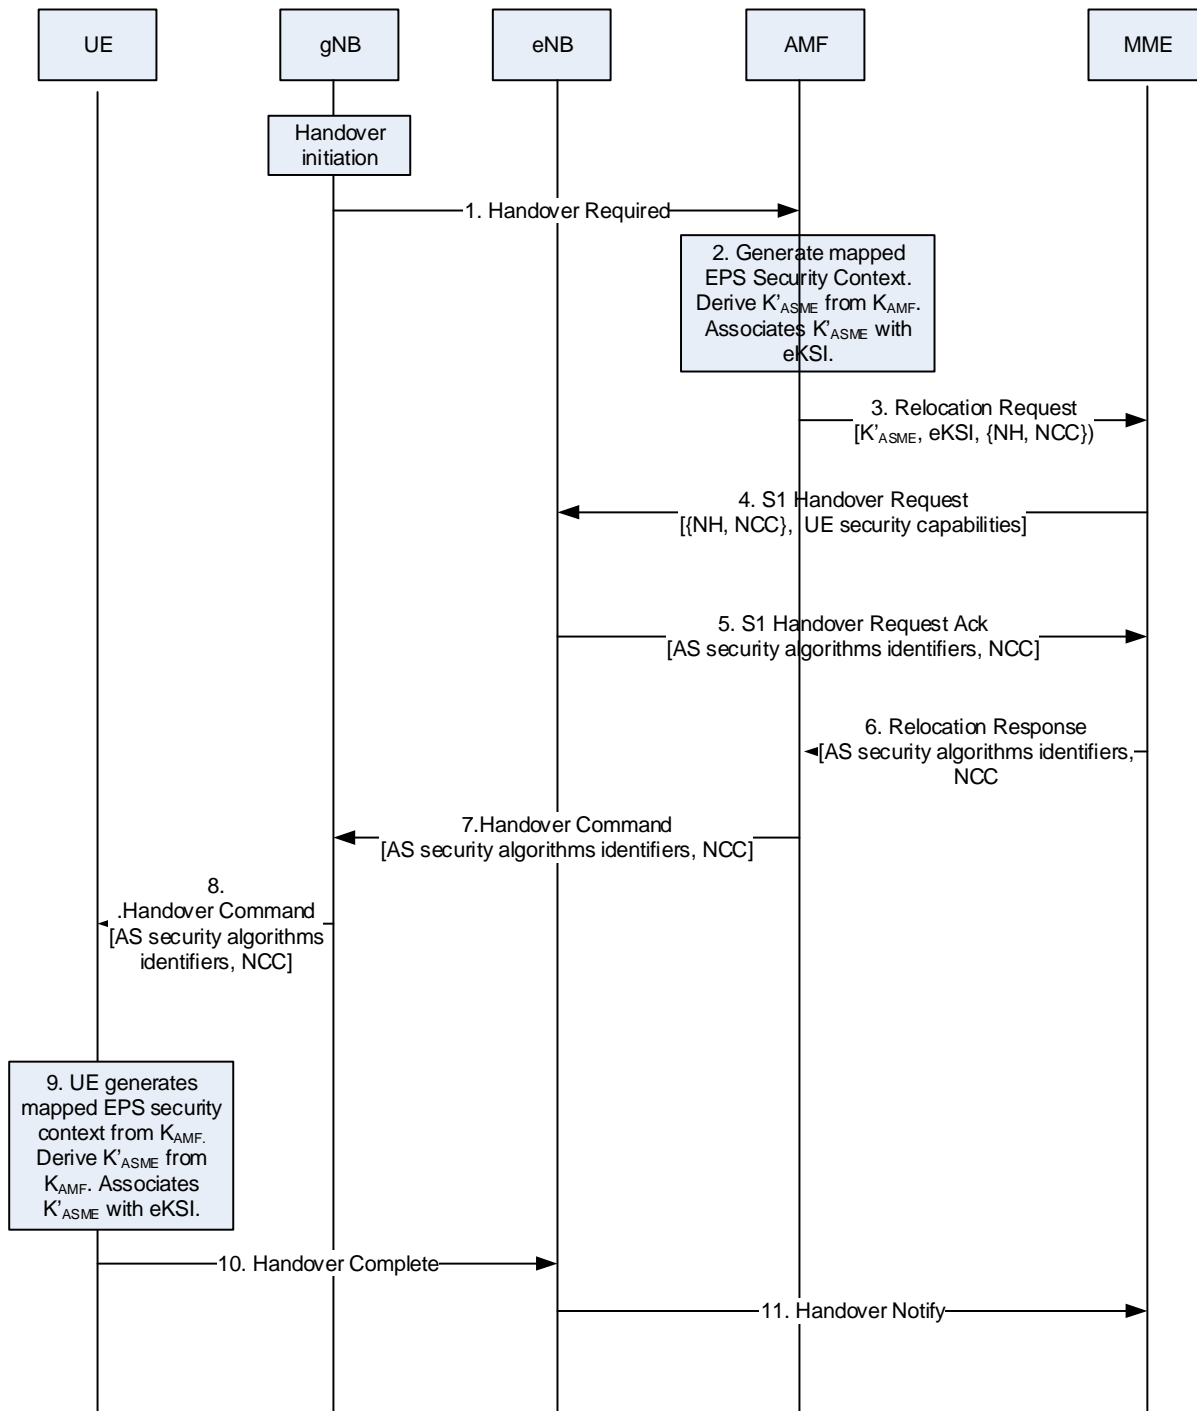 UE
gNB
eNB
AMF
MME
Handover
initiation
1. Handover Required
2. Generate mapped
EPS Security Context.
Derive K’ASME from KAMF.
Associates K’ASME with
eKSI.
3. Relocation Request
[K’ASME, eKSI, {NH, NCC})
4. S1 Handover Request
[{NH, NCC}, UE security capabilities]
5. S1 Handover Request Ack
[AS security algorithms identifiers, NCC]
6. Relocation Response
[AS security algorithms identifiers,
NCC
7.Handover Command
[AS security algorithms identifiers, NCC]
8.
.Handover Command
[AS security algorithms
identifiers, NCC]
9. UE generates
mapped EPS security
context from KAMF.
Derive K’ASME from
KAMF. Associates
K’ASME with eKSI.
10. Handover Complete
11. Handover Notify